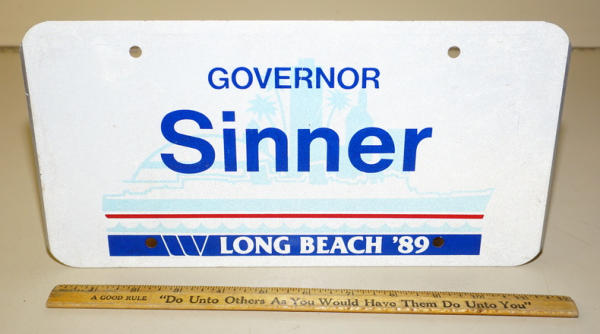 GOVERNOR
Sinner
LONG BEACH '89
A GOOD RULE "Do Unto Others As You Would Have Them Do Unto You"